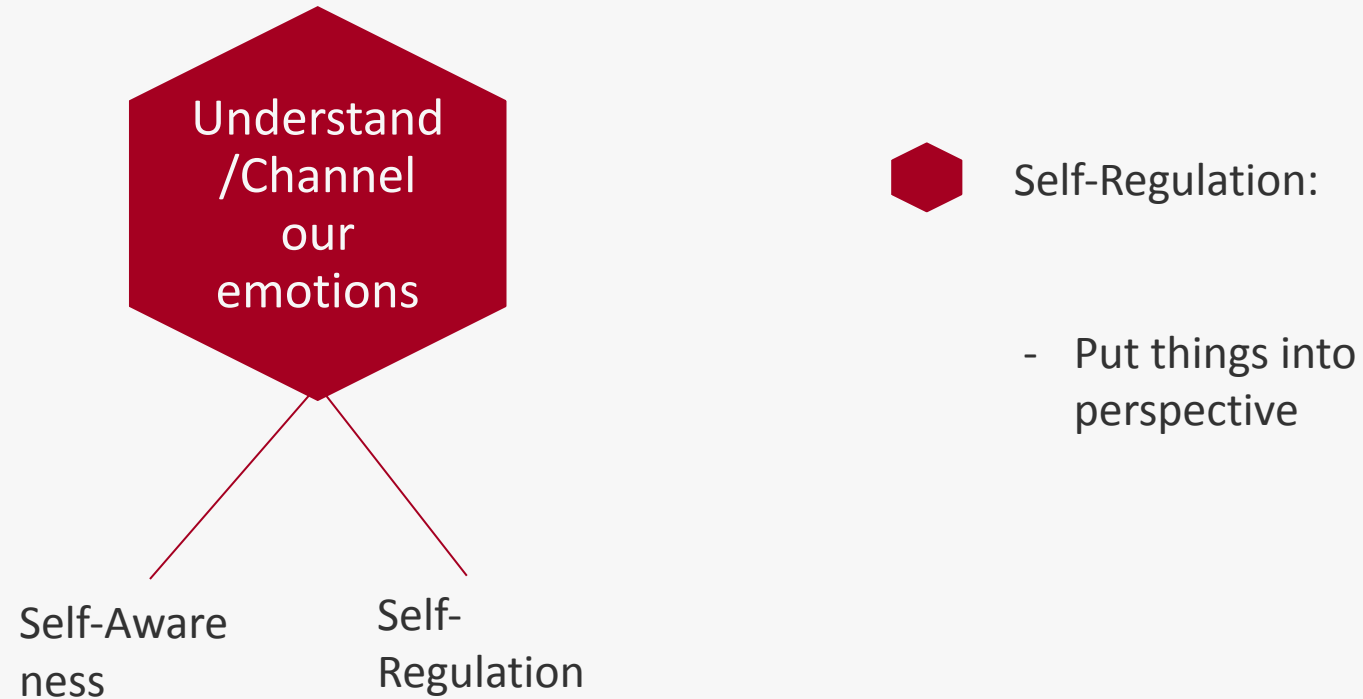 Understand
/Channel
our
emotions
Self-Aware
ness
Self-
Regulation
Self-Regulation:
- Put things into
perspective